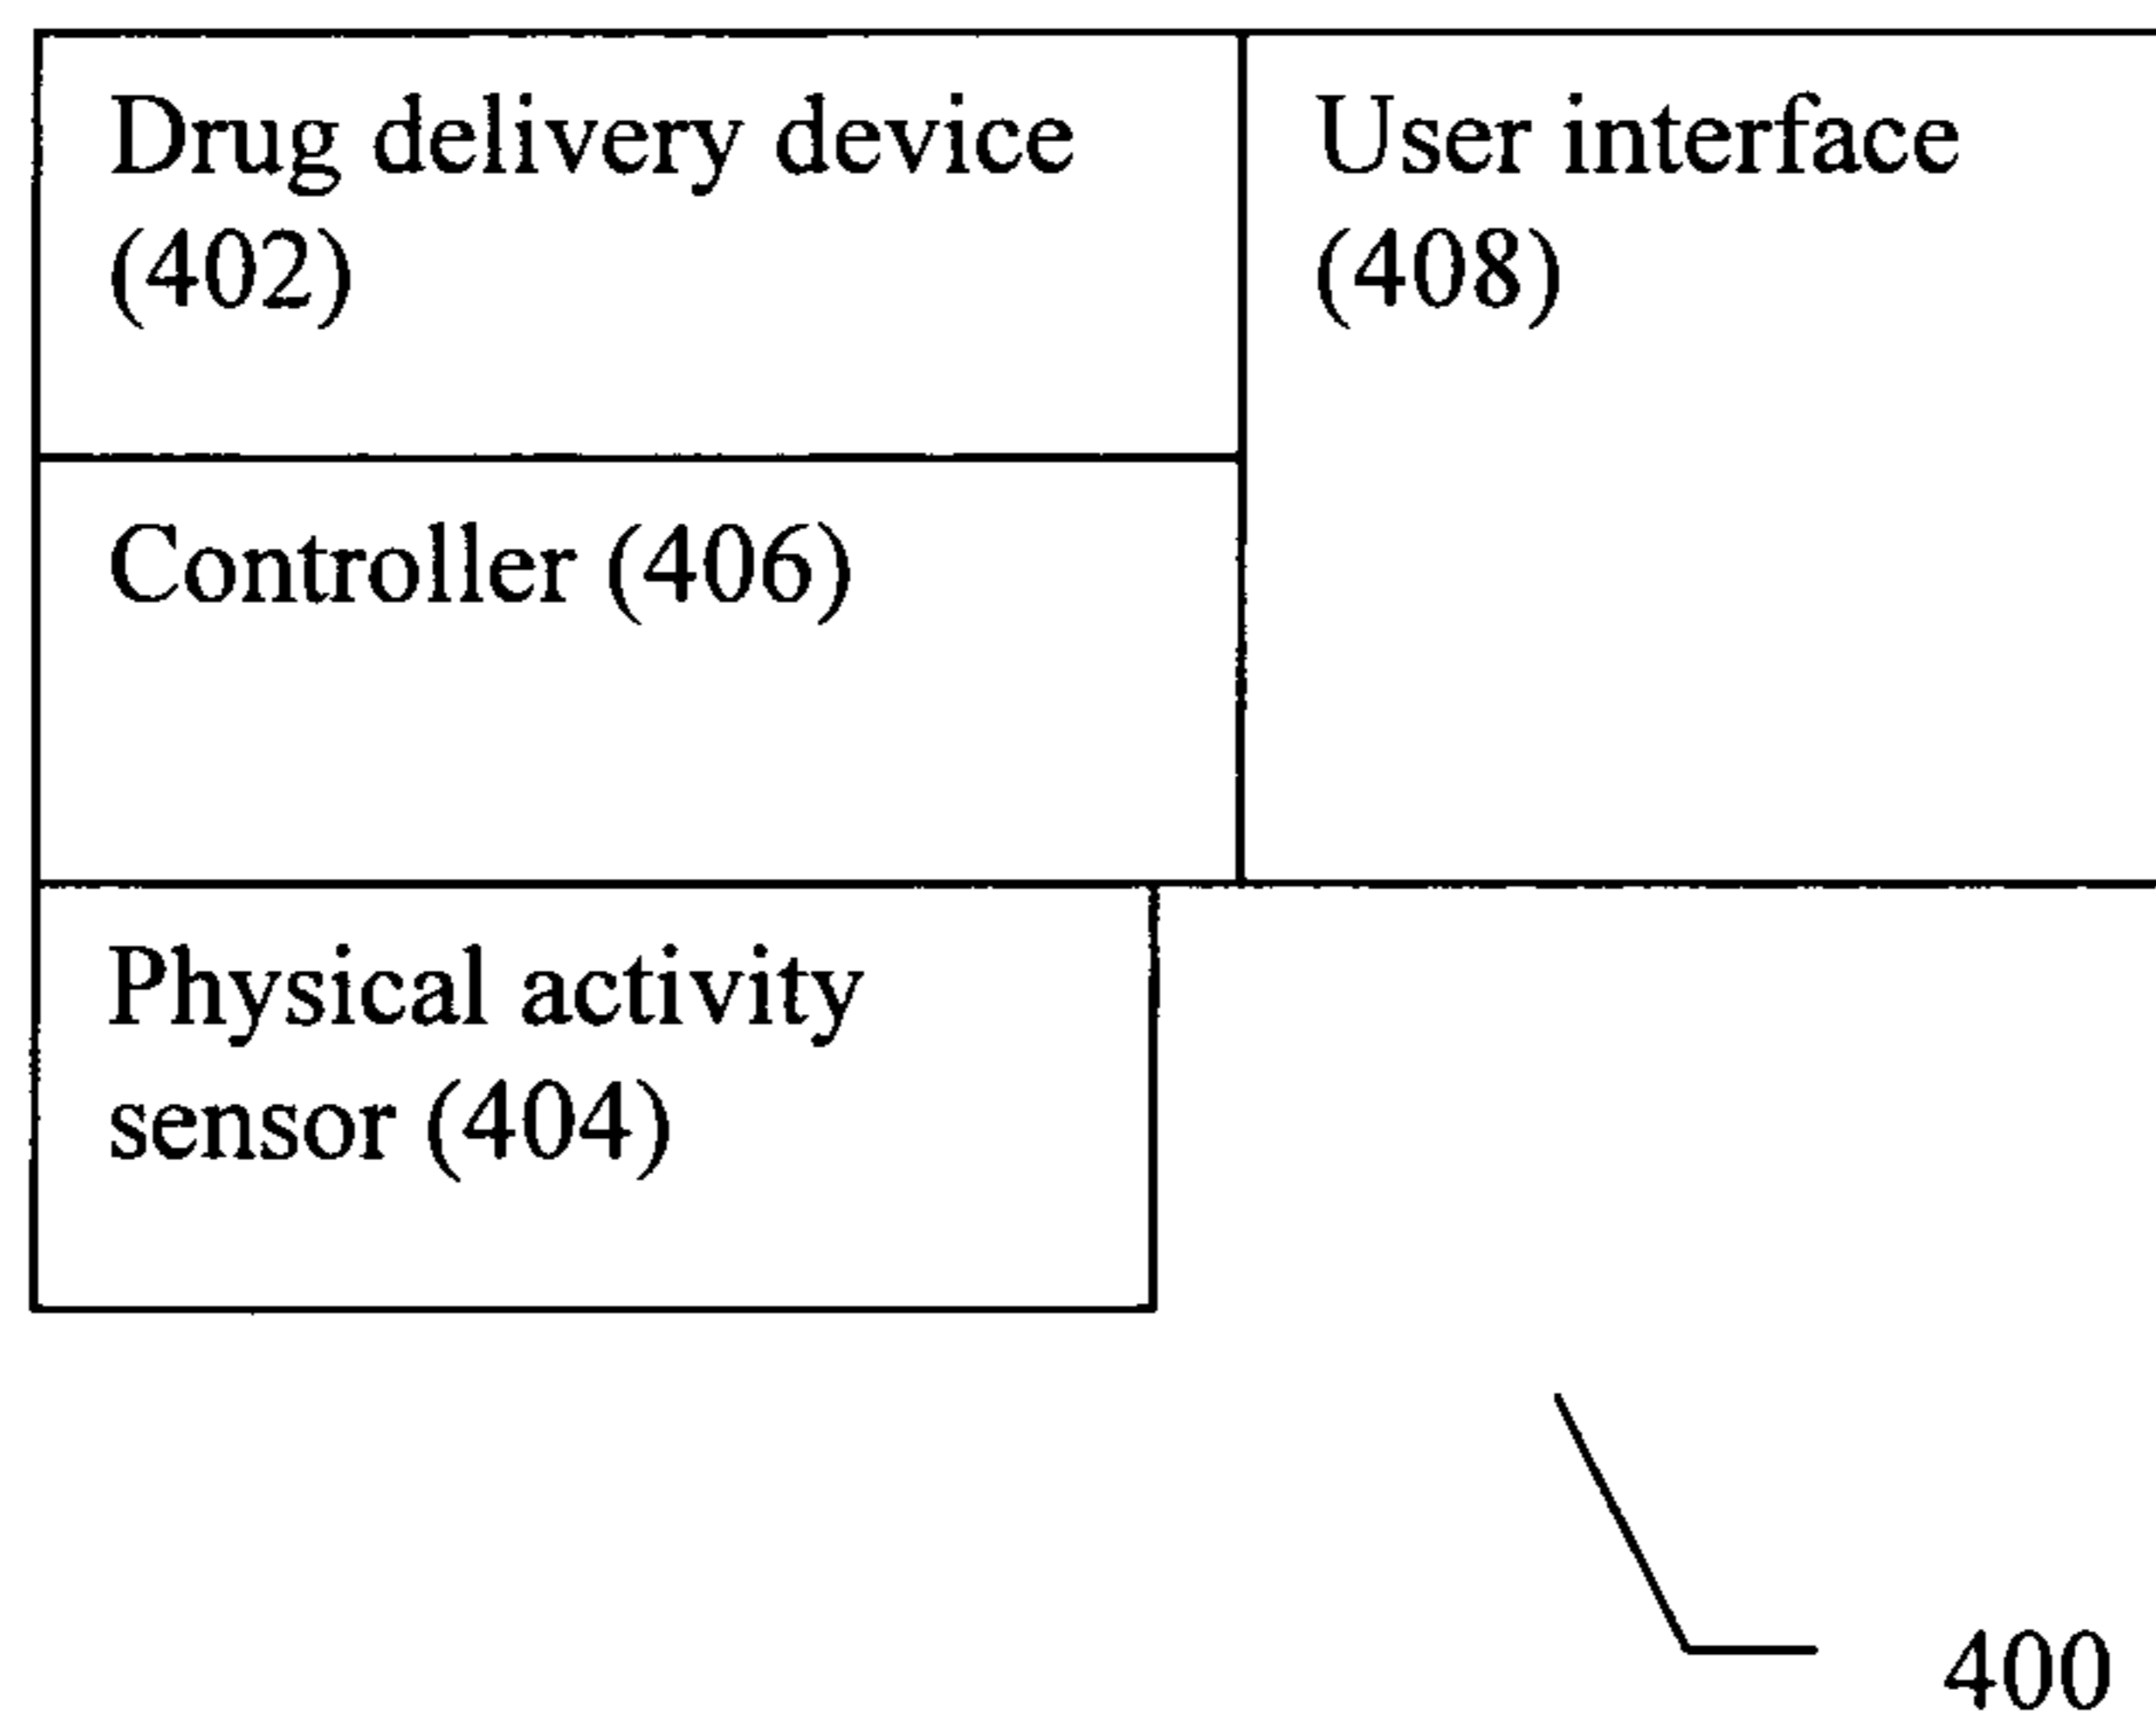 Drug delivery device
(402)
User interface
(408)
Controller (406)
Physical activity
sensor (404)
400